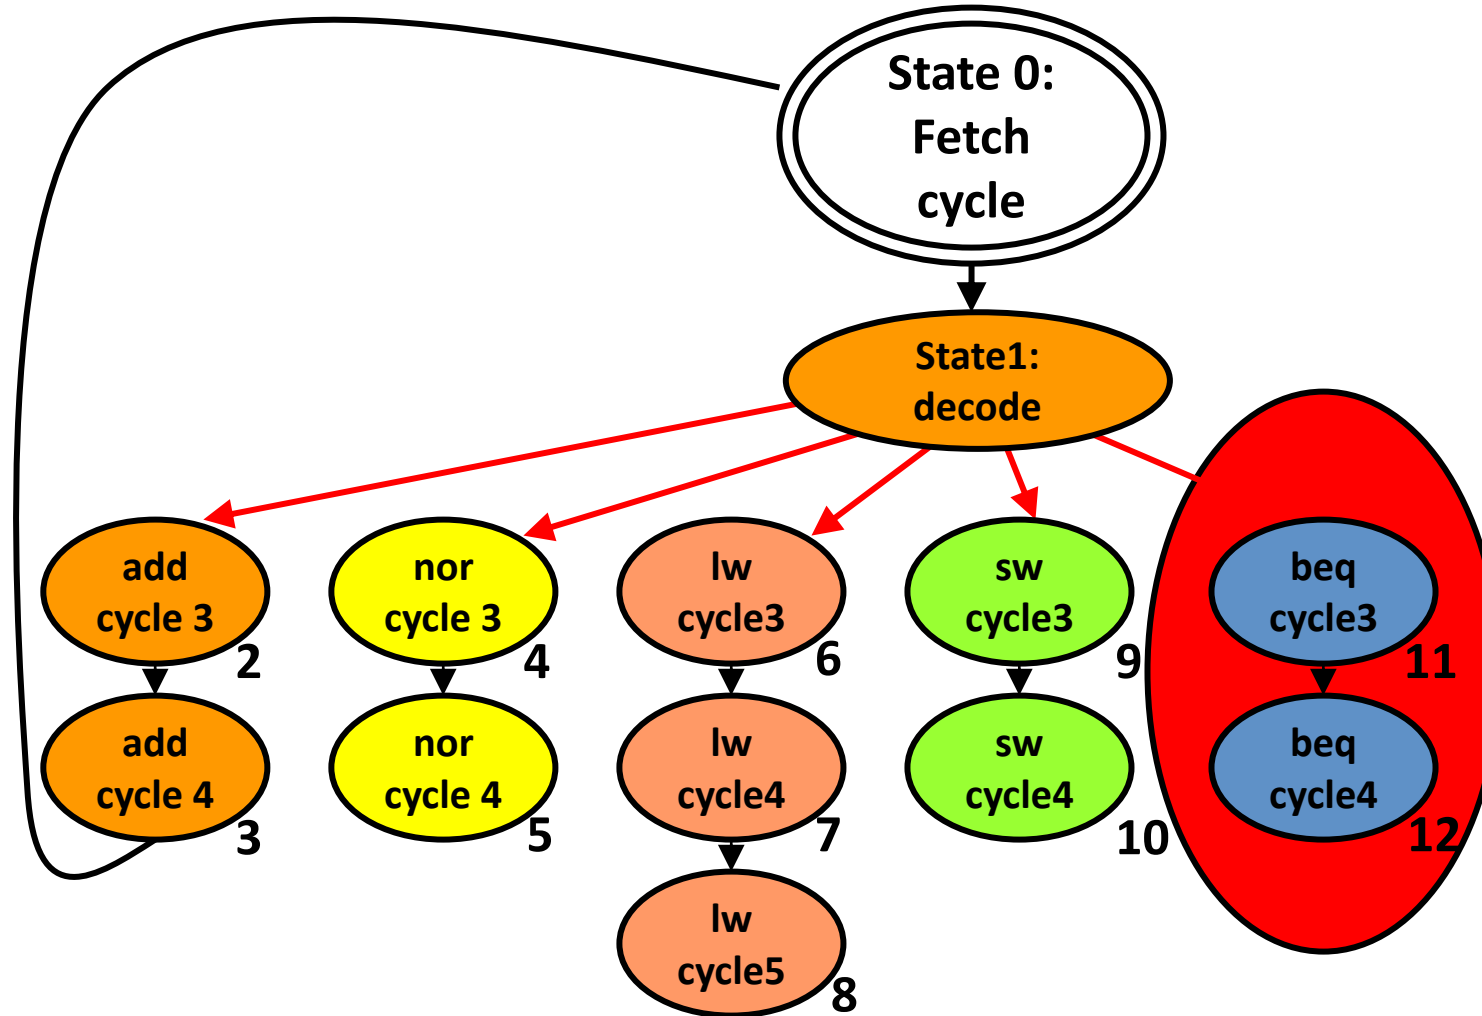 State 0:
Fetch
cycle
State1:
decode
add
cycle 3
2
nor
cycle 3
4
lw
cycle3
6
sw
cycle3
9
beq
cycle3
11
add
cycle 4
3
nor
cycle 4
5
lw
cycle4
7
sw
cycle4
10
beq
cycle4
12
lw
cycle5
8